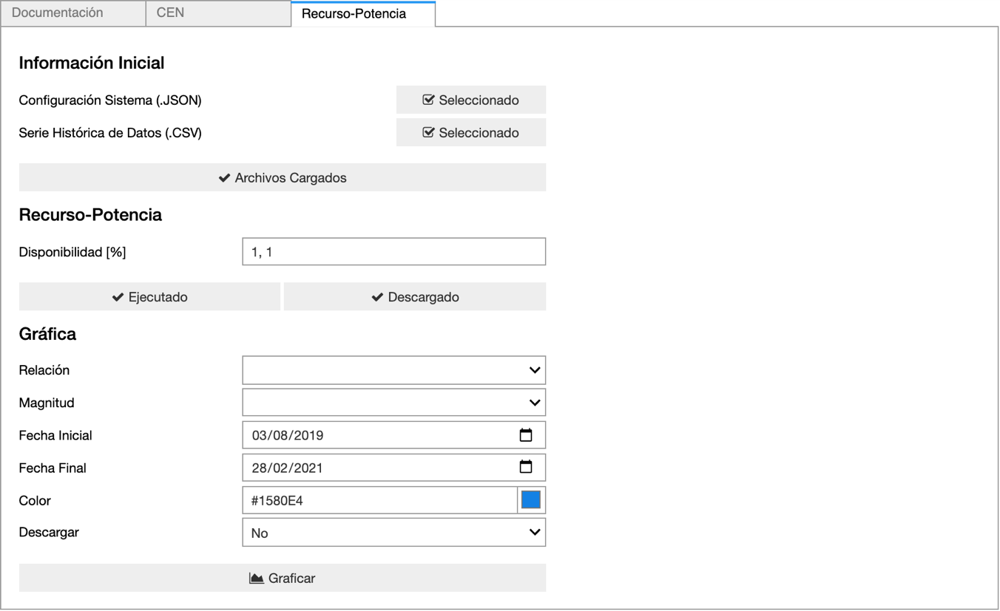 Documentación
CEN
Recurso-Potencia
Información Inicial
Configuración Sistema (.JSON)
Seleccionado
Serie Histórica de Datos (.CSV)
Seleccionado
Archivos Cargados
Recurso-Potencia
Disponibilidad [%]
1, 1
Ejecutado
Descargado
Gráfica
Relación
Magnitud
Fecha Inicial
03/08/2019
Fecha Final
28/02/2021
Color
#1580E4
Descargar
No
Graficar